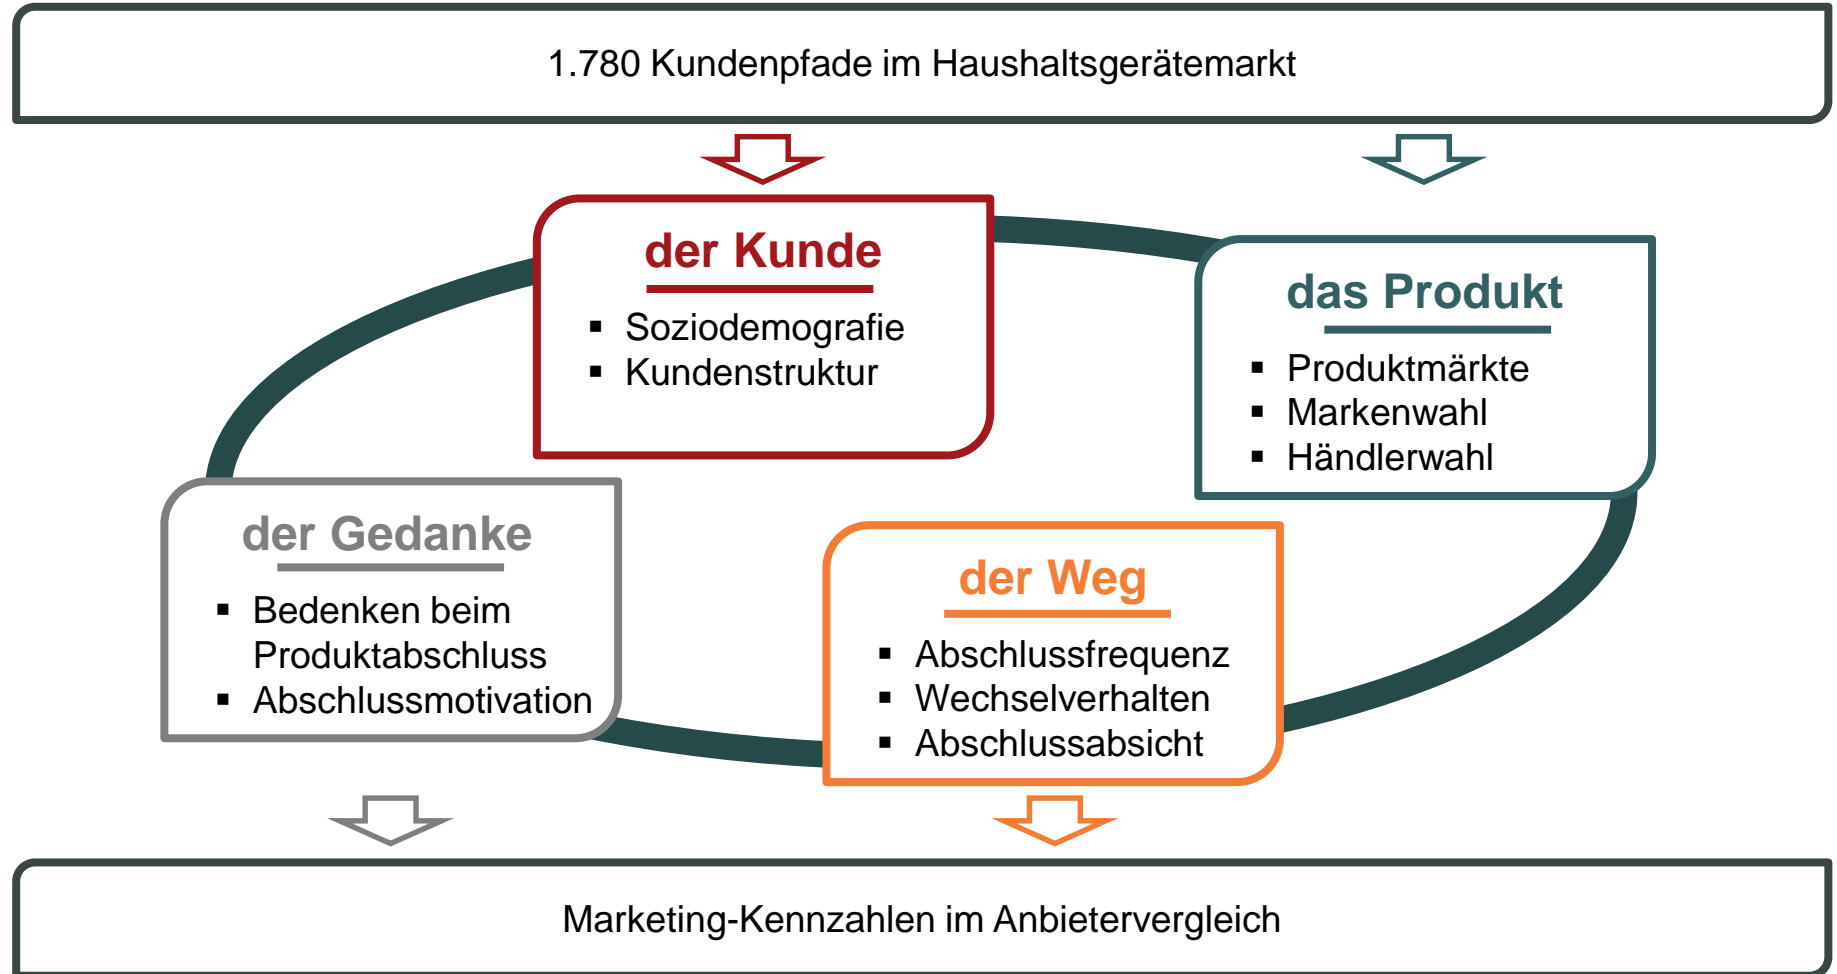 1.780 Kundenpfade im Haushaltsgerätemarkt
der Kunde
▪ Soziodemografie
▪ Kundenstruktur
das Produkt
▪ Produktmärkte
▪ Markenwahl
▪ Händlerwahl
der Gedanke
▪ Bedenken beim
Produktabschluss
▪ Abschlussmotivation
der Weg
▪ Abschlussfrequenz
▪ Wechselverhalten
▪ Abschlussabsicht
Marketing-Kennzahlen im Anbietervergleich